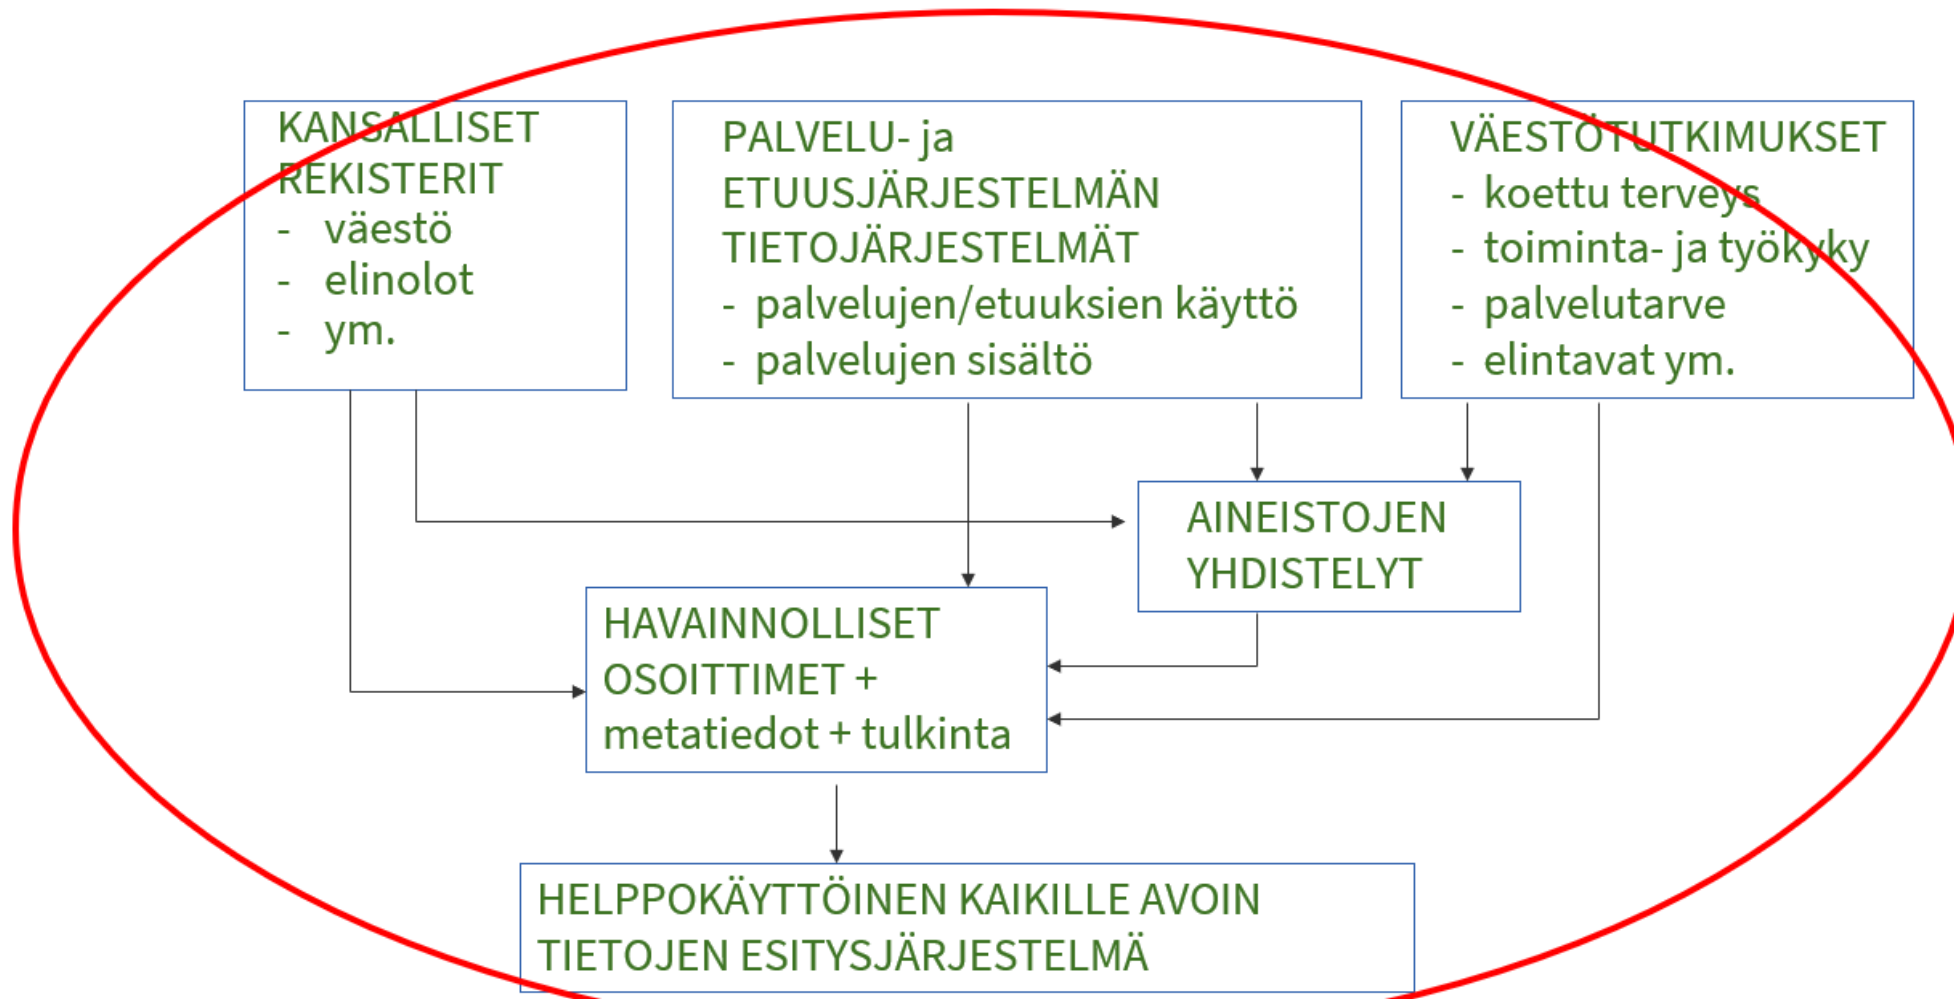 KANSALLISET
REKISTERIT
- väestö
- elinolot
- ym.
PALVELU- ja
ETUUSJÄRJESTELMÄN
TIETOJÄRJESTELMÄT
- palvelujen/etuuksien käyttö
- palvelujen sisältö
VÄESTÖTUTKIMUKSET
- koettu terveys
- toiminta- ja työkyky
- palvelutarve
- elintavat ym.
AINEISTOJEN
YHDISTELYT
HAVAINNOLLISET
OSOITTIMET +
metatiedot + tulkinta
HELPPOKÄYTTÖINEN KAIKILLE AVOIN
TIETOJEN ESITYSJÄRJESTELMÄ